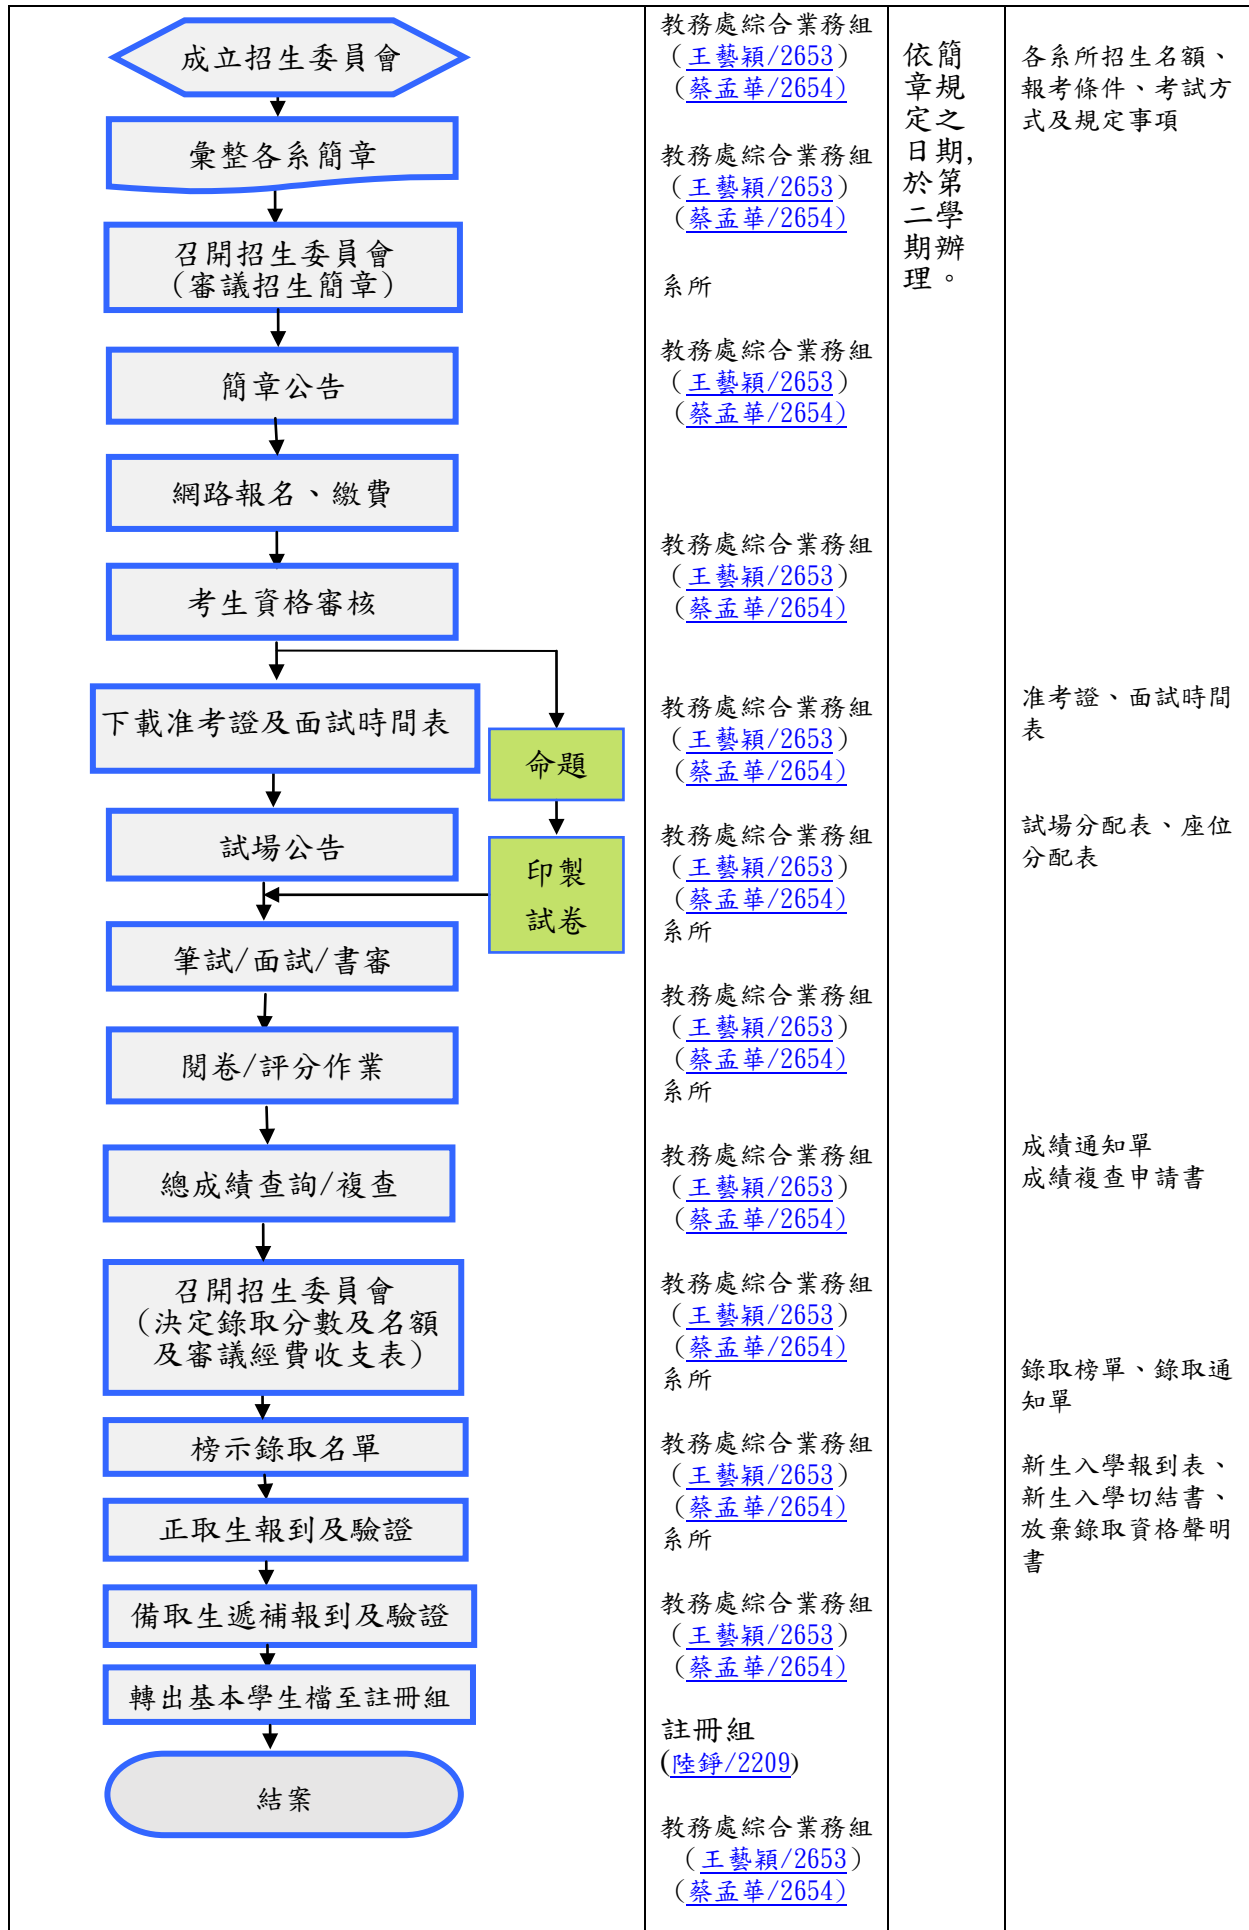 成立招生委員會
彙整各系簡章
召開招生委員會
(審議招生簡章)
簡章公告
網路報名、繳費
考生資格審核
下載准考證及面試時間表
命題
試場公告
印製
試卷
筆試/面試/書審
閱卷/評分作業
總成績查詢/複查
召開招生委員會
(決定錄取分數及名額
及審議經費收支表)
榜示錄取名單
正取生報到及驗證
備取生遞補報到及驗證
轉出基本學生檔至註冊組
結案
教務處綜合業務組
(王藝穎/2653)
(蔡孟華/2654)
教務處綜合業務組
(王藝穎/2653)
(蔡孟華/2654)
系所
教務處綜合業務組
(王藝穎/2653)
(蔡孟華/2654)
教務處綜合業務組
(王藝穎/2653)
(蔡孟華/2654)
教務處綜合業務組
(王藝穎/2653)
(蔡孟華/2654)
教務處綜合業務組
(王藝穎/2653)
(蔡孟華/2654)
系所
教務處綜合業務組
(王藝穎/2653)
(蔡孟華/2654)
系所
教務處綜合業務組
(王藝穎/2653)
(蔡孟華/2654)
教務處綜合業務組
(王藝穎/2653)
(蔡孟華/2654)
系所
教務處綜合業務組
(王藝穎/2653)
(蔡孟華/2654)
系所
教務處綜合業務組
(王藝穎/2653)
(蔡孟華/2654)
註冊組
(陸錚/2209)
教務處綜合業務組
(王藝穎/2653)
(蔡孟華/2654)
依簡
章規
定之
日期,
於第
二學
期辦
理。
各系所招生名額、
報考條件、考試方
式及規定事項
准考證、面試時間
表
試場分配表、座位
分配表
成績通知單
成績複查申請書
錄取榜單、錄取通
知單
新生入學報到表、
新生入學切結書、
放棄錄取資格聲明
書